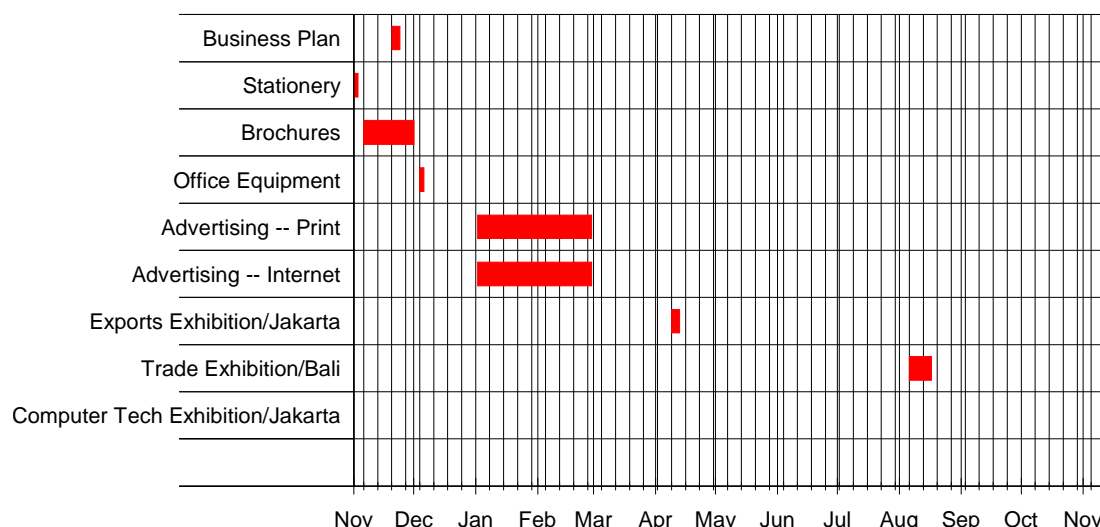 Business Plan
Stationery
Brochures
Office Equipment
Advertising -- Print
Advertising -- Internet
Exports Exhibition/Jakarta
Trade Exhibition/Bali
Computer Tech Exhibition/Jakarta
Nov Dec Jan Feb Mar Apr May Jun Jul Aug Sep Oct Nov